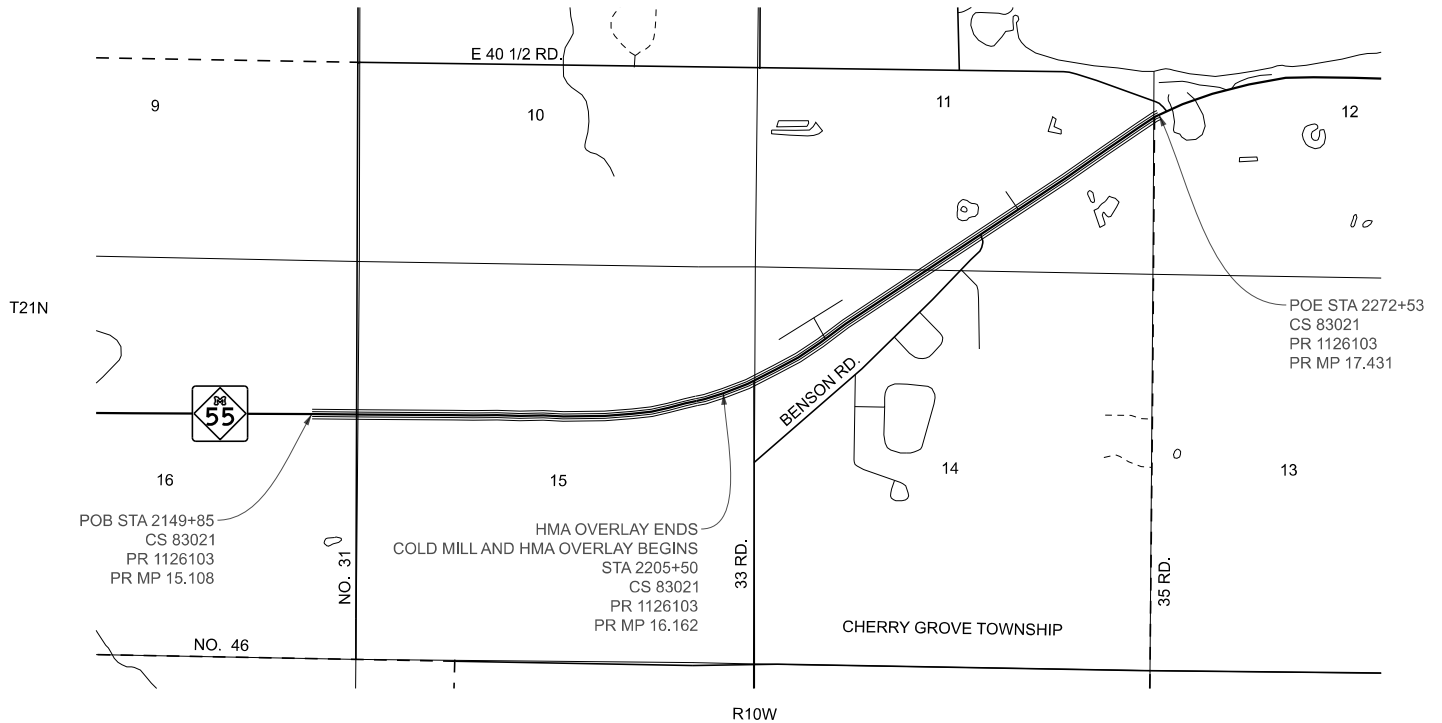 E 40 1/2 RD.
9
10
11
12
T21N
POE STA 2272+53
CS 83021
PR 1126103
PR MP 17.431
M
55
BENSON RD.
16
15
14
13
POB STA 2149+85
CS 83021
PR 1126103
PR MP 15.108
HMA OVERLAY ENDS
COLD MILL AND HMA OVERLAY BEGINS
STA 2205+50
CS 83021
PR 1126103
PR MP 16.162
NO. 31
33 RD.
35 RD.
CHERRY GROVE TOWNSHIP
NO. 46
R10W